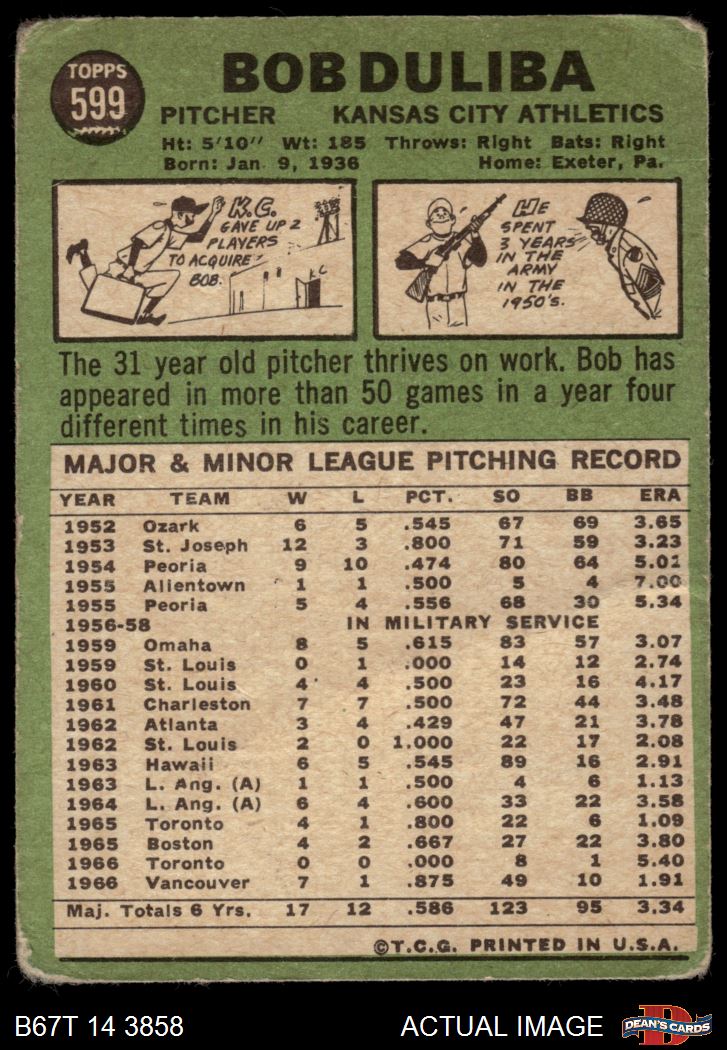 TOPPS
599
BOB DULIBA
PITCHER KANSAS CITY ATHLETICS
Ht: 5'10" Wt: 185 Throws: Right Bats: Right
Born: Jan. 9, 1936 Home: Exeter, Pa.
K.C.
GAVE UP 2
PLAYERS
TO ACQUIRE
BOB.
K C
HE
SPENT
3 YEARS
IN THE
ARMY
IN THE
1950'S.
The 31 year old pitcher thrives on work. Bob has
appeared in more than 50 games in a year four
different times in his career.
MAJOR & MINOR LEAGUE PITCHING RECORD
YEAR TEAM W L PCT. SO BB ERA
1952 Ozark 6 5 .545 67 69 3.65
1953 St. Joseph 12 3 .800 71 59 3.23
1954 Peoria 9 10 .474 80 64 5.01
1955 Allentown 1 1 .500 5 4 7.00
1955 Peoria 5 4 .556 68 30 5.34
1956-58 IN MILITARY SERVICE
1959 Omaha 8 5 .615 83 57 3.07
1959 St. Louis 0 1 .000 14 12 2.74
1960 St. Louis 4 4 .500 23 16 4.17
1961 Charleston 7 7 .500 72 44 3.48
1962 Atlanta 3 4 .429 47 21 3.78
1962 St. Louis 2 0 1.000 22 17 2.08
1963 Hawaii 6 5 .545 89 16 2.91
1963 L. Ang. (A) 1 1 .500 4 6 1.13
1964 L. Ang. (A) 6 4 .600 33 22 3.58
1965 Toronto 4 1 .800 22 6 1.09
1965 Boston 4 2 .667 27 22 3.80
1966 Toronto 0 0 .000 8 1 5.40
1966 Vancouver 7 1 .875 49 10 1.91
Maj. Totals 6 Yrs. 17 12 .586 123 95 3.34
©T.C.G. PRINTED IN U.S.A.
B67T 14 3858 ACTUAL IMAGE
D
DEAN'S CARDS